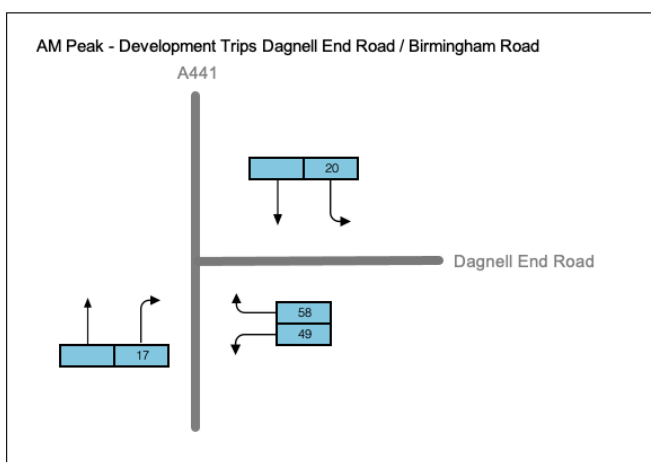 AM Peak - Development Trips Dagnell End Road / Birmingham Road
A441
20
Dagnell End Road
58
49
17